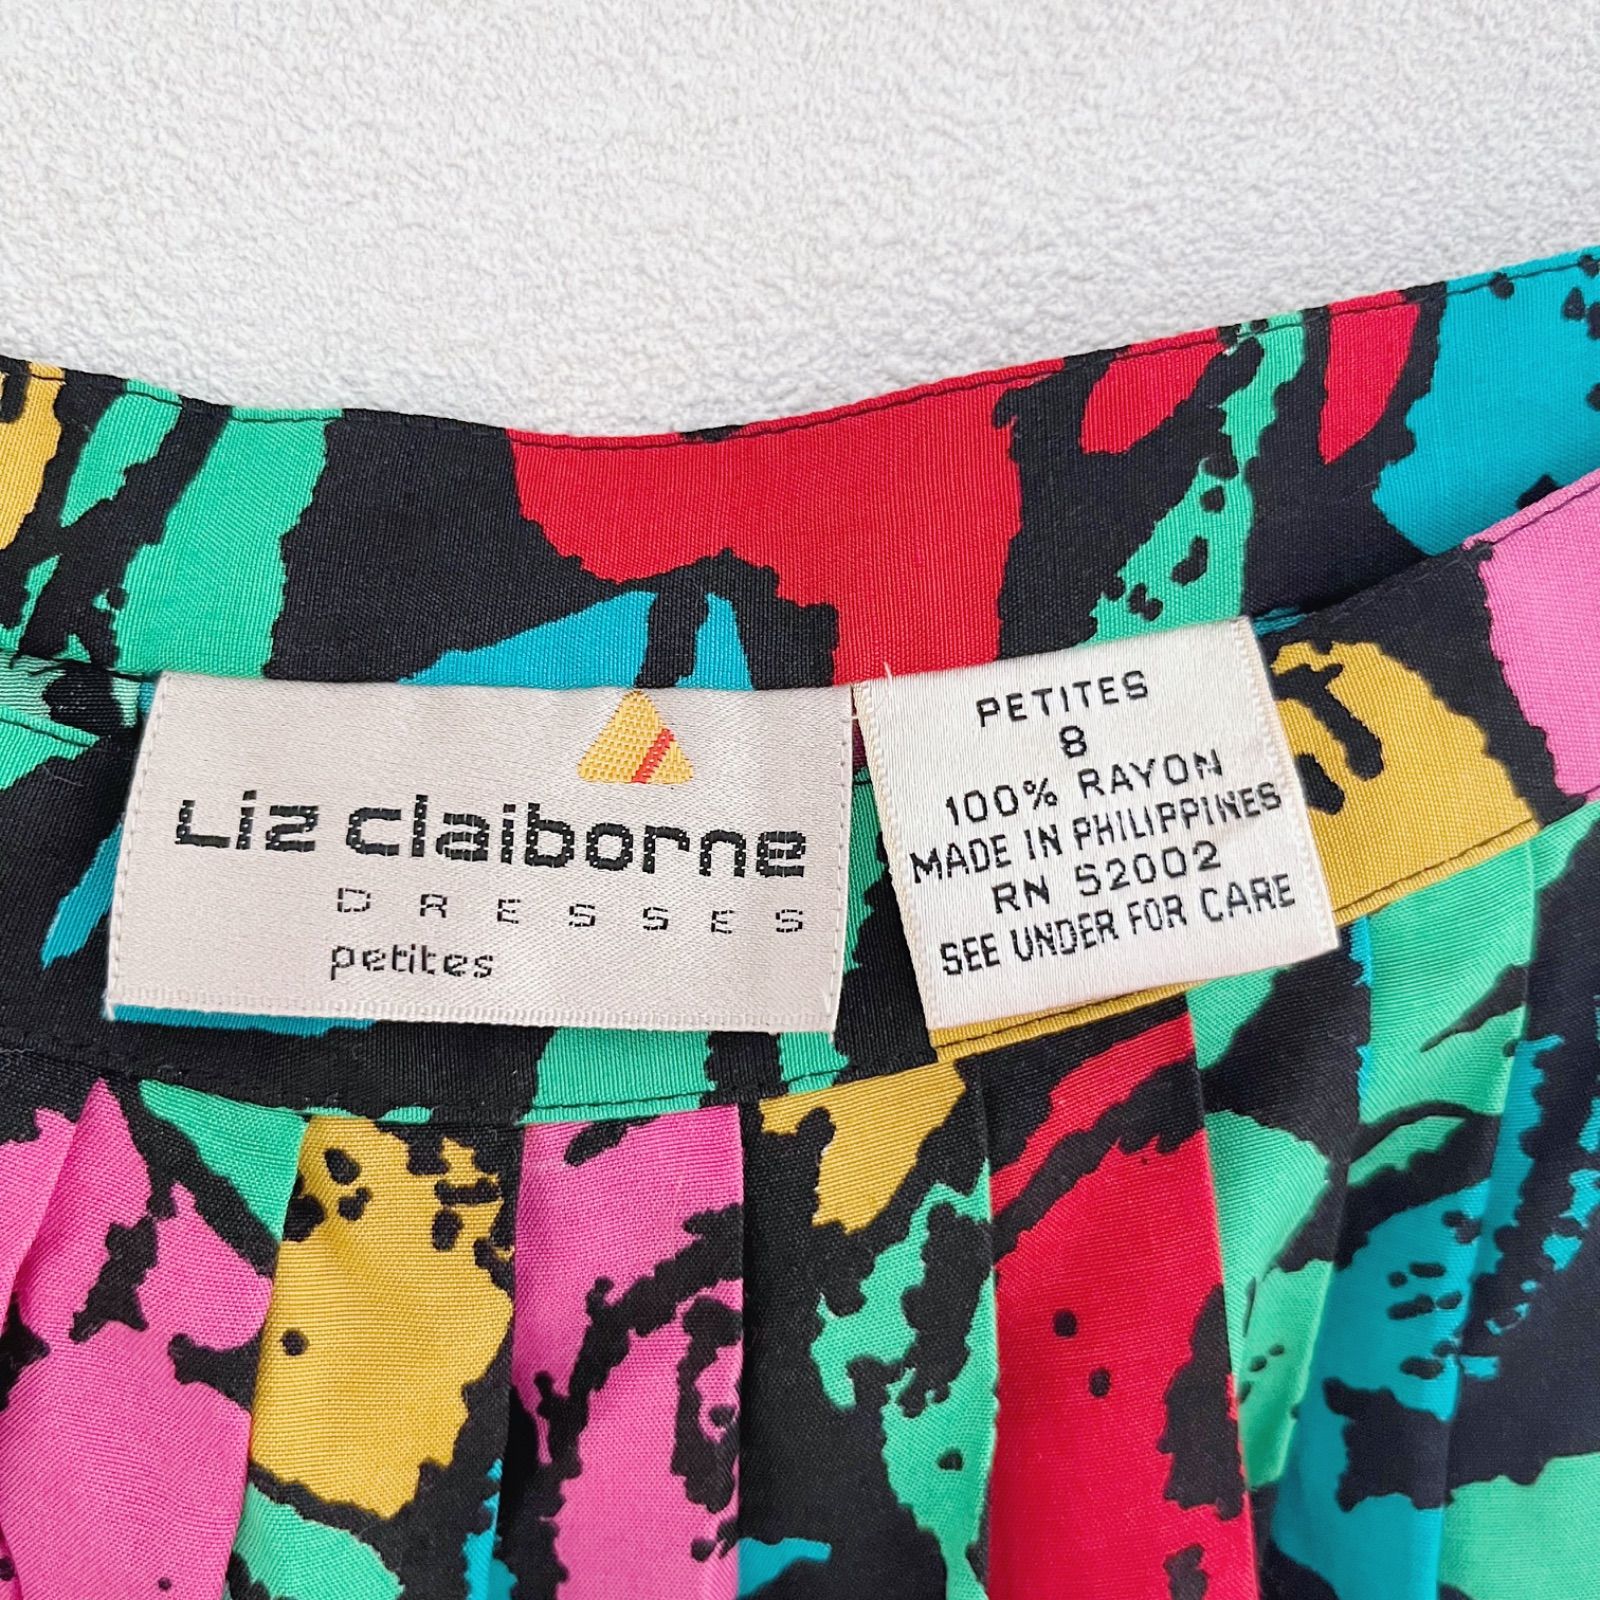 Liz claiborne
DRESSES
petites
PETITES
8
100% RAYON
MADE IN PHILIPPINES
RN 52002
SEE UNDER FOR CARE